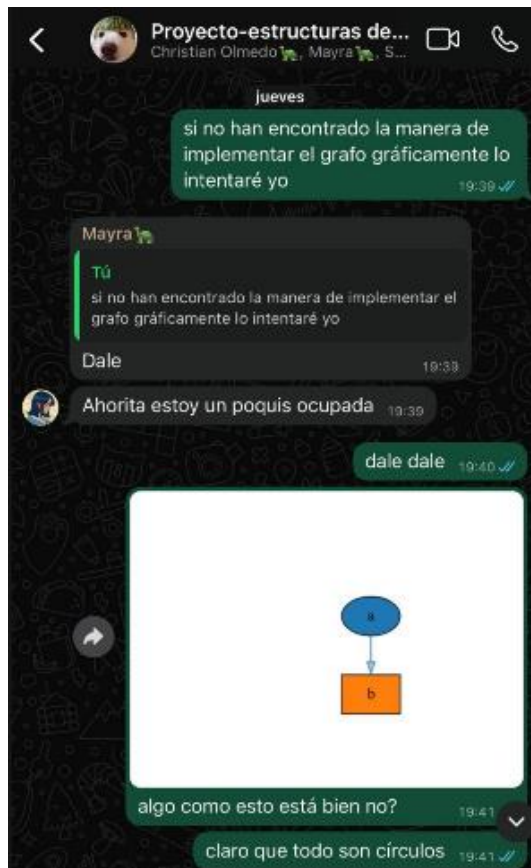 Proyecto-estructuras de...
Christian Olmedo🦕, Mayra🦕, S...
jueves
si no han encontrado la manera de
implementar el grafo gráficamente lo
intentaré yo
19:39
Mayra🦕
Tú
si no han encontrado la manera de implementar el
grafo gráficamente lo intentaré yo
Dale
19:39
Ahorita estoy un poquis ocupada 19:39
dale dale 19:40
a
b
algo como esto está bien no? 19:41
claro que todo son círculos 19:41